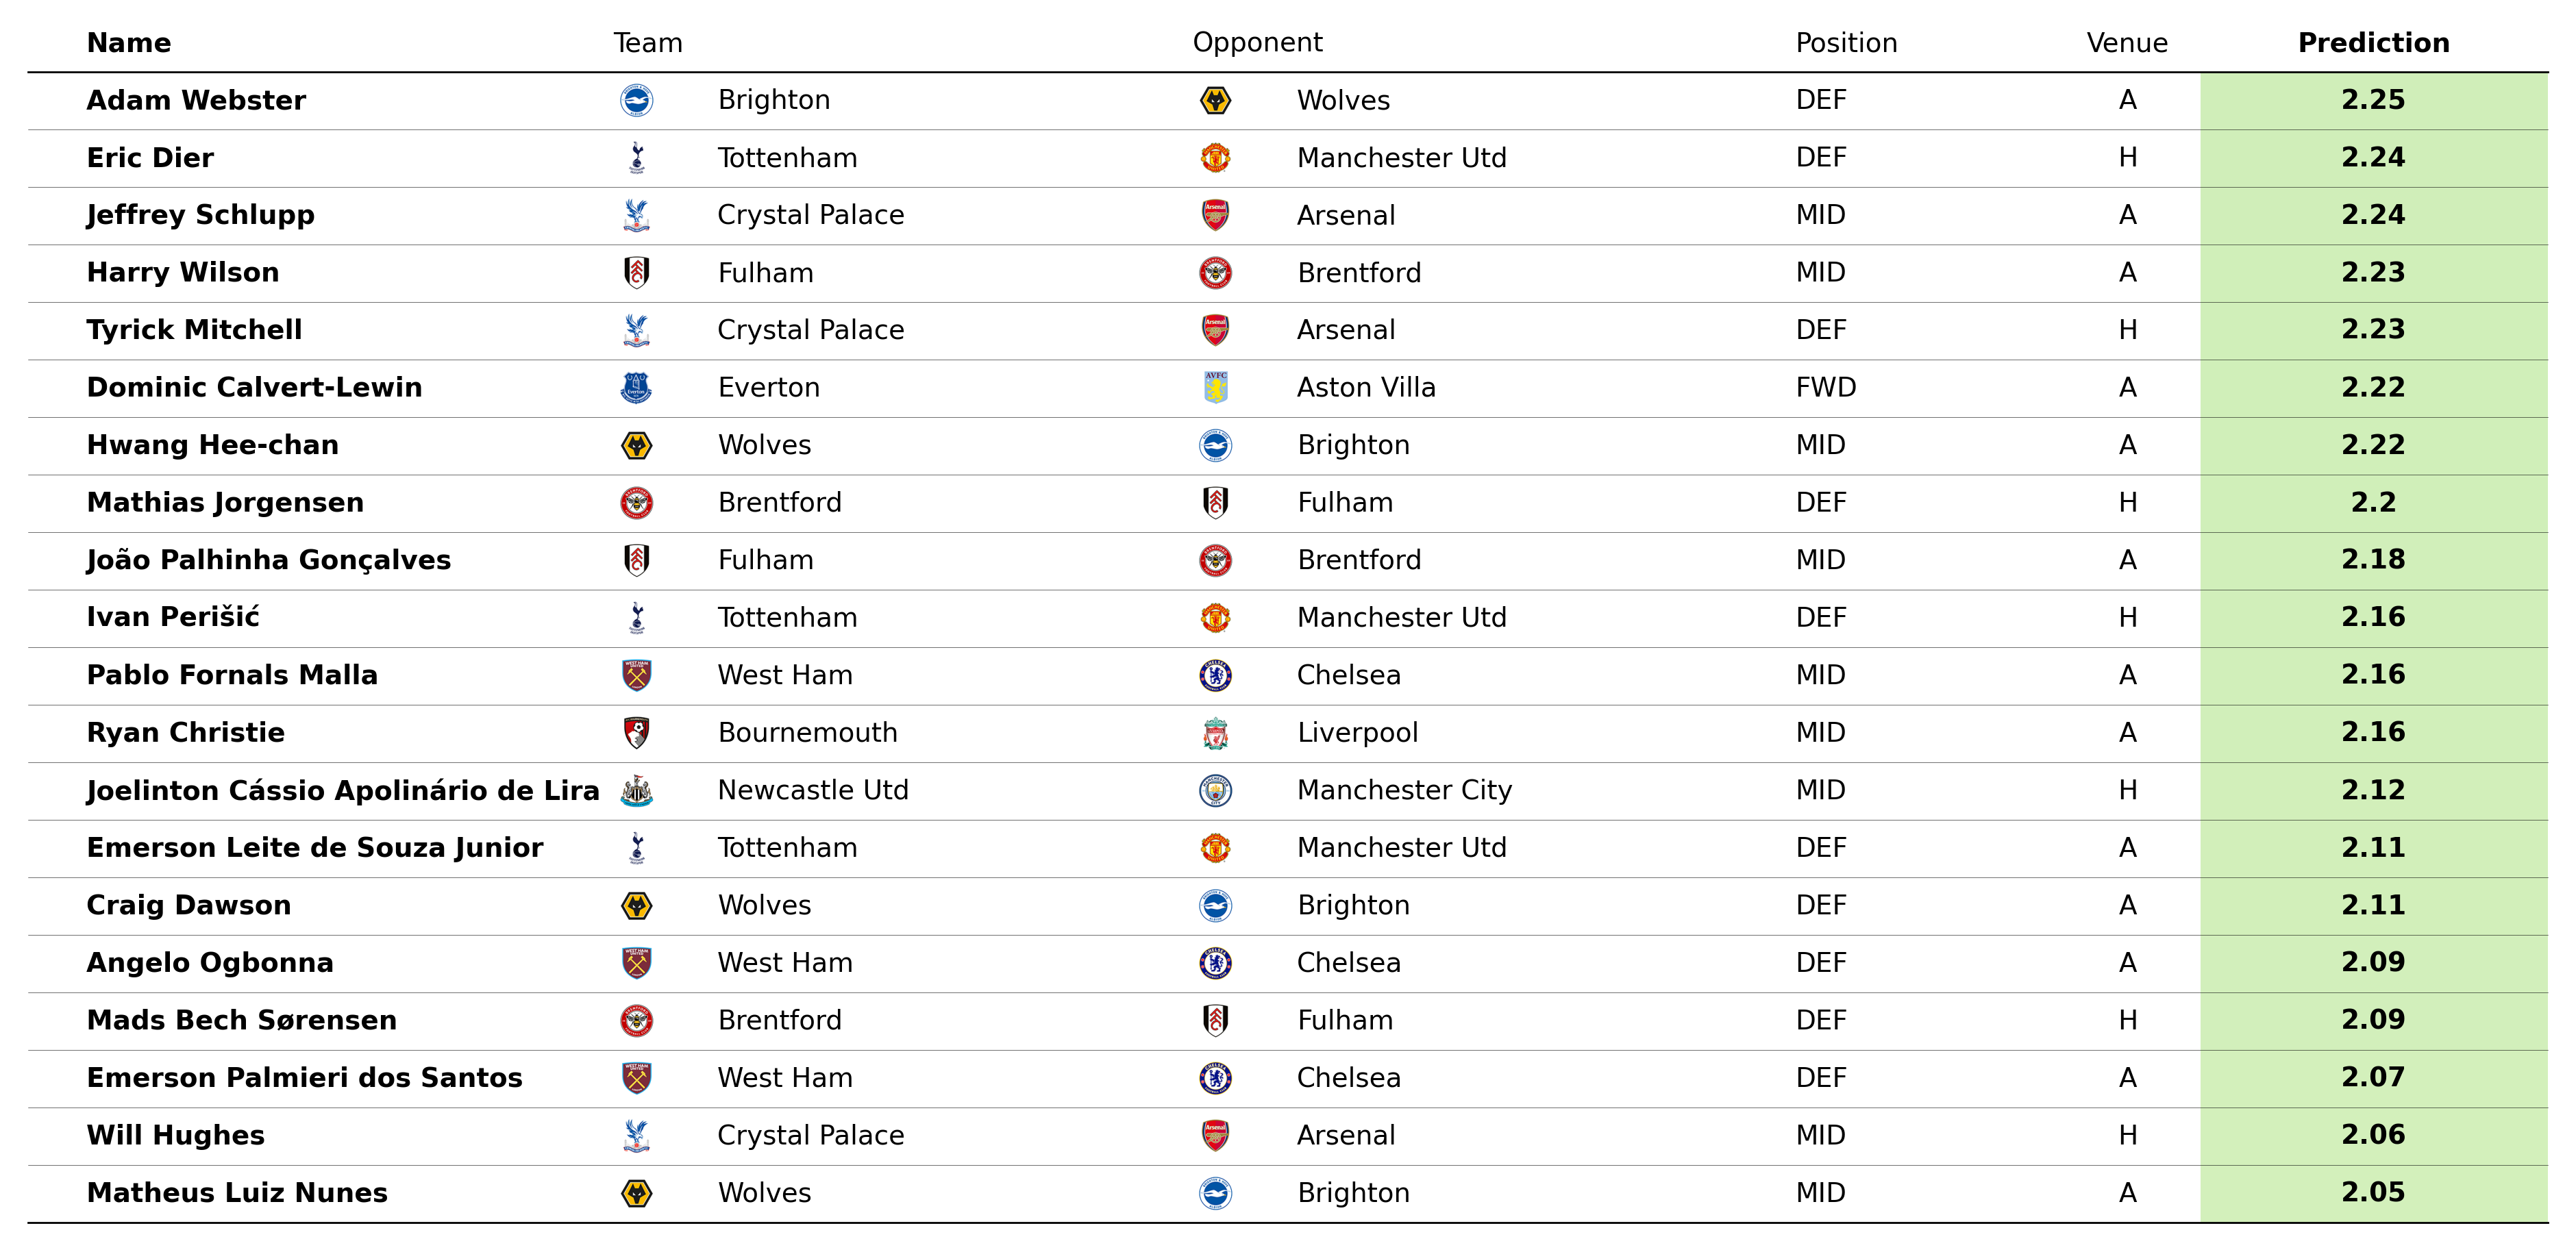 Name Team Opponent Position Venue Prediction
Adam Webster Brighton Wolves DEF A 2.25
Eric Dier Tottenham Manchester Utd DEF H 2.24
Jeffrey Schlupp Crystal Palace Arsenal MID A 2.24
Harry Wilson Fulham Brentford MID A 2.23
Tyrick Mitchell Crystal Palace Arsenal DEF H 2.23
Dominic Calvert-Lewin Everton Aston Villa FWD A 2.22
Hwang Hee-chan Wolves Brighton MID A 2.22
Mathias Jorgensen Brentford Fulham DEF H 2.2
João Palhinha Gonçalves Fulham Brentford MID A 2.18
Ivan Perišić Tottenham Manchester Utd DEF H 2.16
Pablo Fornals Malla West Ham Chelsea MID A 2.16
Ryan Christie Bournemouth Liverpool MID A 2.16
Joelinton Cássio Apolinário de Lira Newcastle Utd Manchester City MID H 2.12
Emerson Leite de Souza Junior Tottenham Manchester Utd DEF A 2.11
Craig Dawson Wolves Brighton DEF A 2.11
Angelo Ogbonna West Ham Chelsea DEF A 2.09
Mads Bech Sørensen Brentford Fulham DEF H 2.09
Emerson Palmieri dos Santos West Ham Chelsea DEF A 2.07
Will Hughes Crystal Palace Arsenal MID H 2.06
Matheus Luiz Nunes Wolves Brighton MID A 2.05